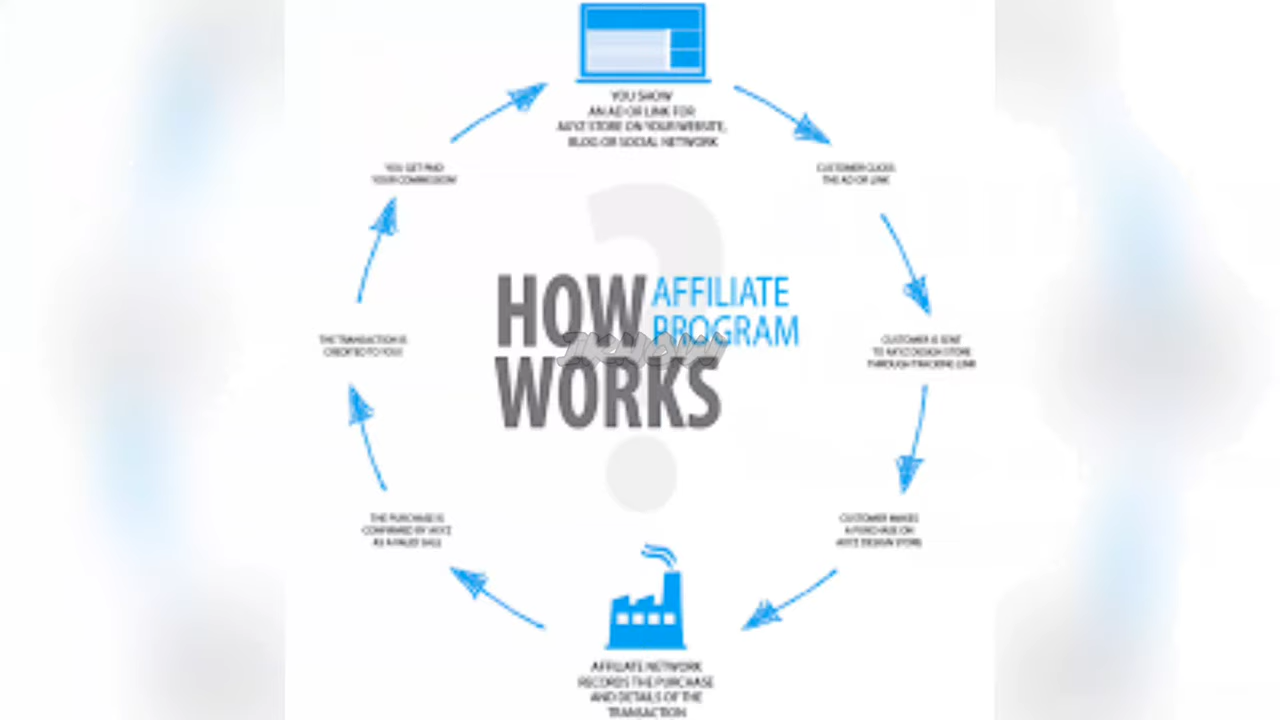 YOU SHOW
AN AD OR LINK FOR
STORE ON YOUR WEBSITE,
BLOG OR SOCIAL NETWORK
CUSTOMER CLICKS
THE AD OR LINK
CUSTOMER IS SENT
TO DESIGN STORE
THROUGH TRACKING LINK
CUSTOMER MAKES
A PURCHASE ON
DESIGN STORE
AFFILIATE NETWORK
RECORDS THE PURCHASE
AND DETAILS OF THE
TRANSACTION
THE PURCHASE IS
CONFIRMED BY
AS A VALID SALE
THE TRANSACTION IS
CREDITED TO YOU!
YOU GET PAID
YOUR COMMISSION!
HOW AFFILIATE
PROGRAM
WORKS
?